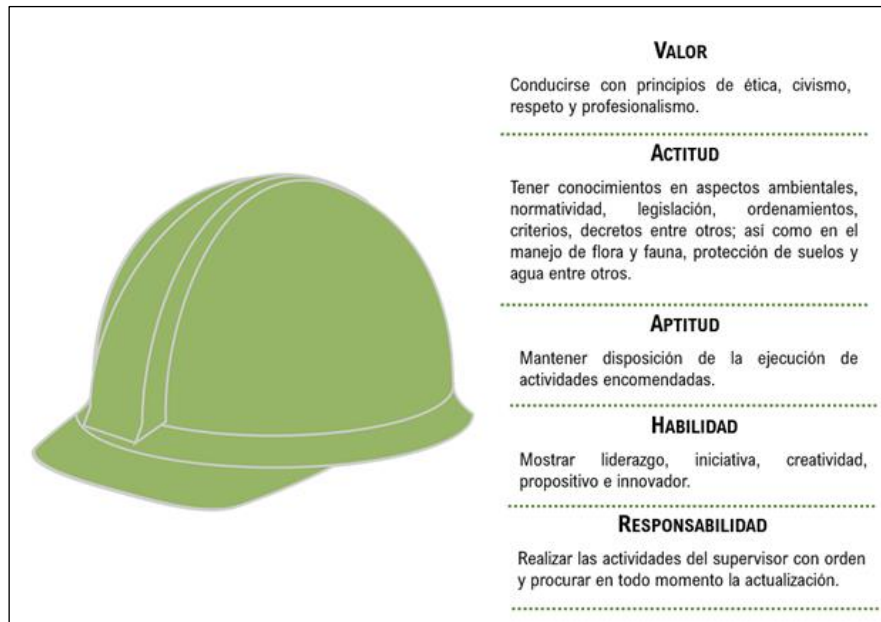 VALOR
Conducirse con principios de ética, civismo,
respeto y profesionalismo.
ACTITUD
Tener conocimientos en aspectos ambientales,
normatividad, legislación, ordenamientos,
criterios, decretos entre otros; así como en el
manejo de flora y fauna, protección de suelos y
agua entre otros.
APTITUD
Mantener disposición de la ejecución de
actividades encomendadas.
HABILIDAD
Mostrar liderazgo, iniciativa, creatividad,
propositivo e innovador.
RESPONSABILIDAD
Realizar las actividades del supervisor con orden
y procurar en todo momento la actualización.